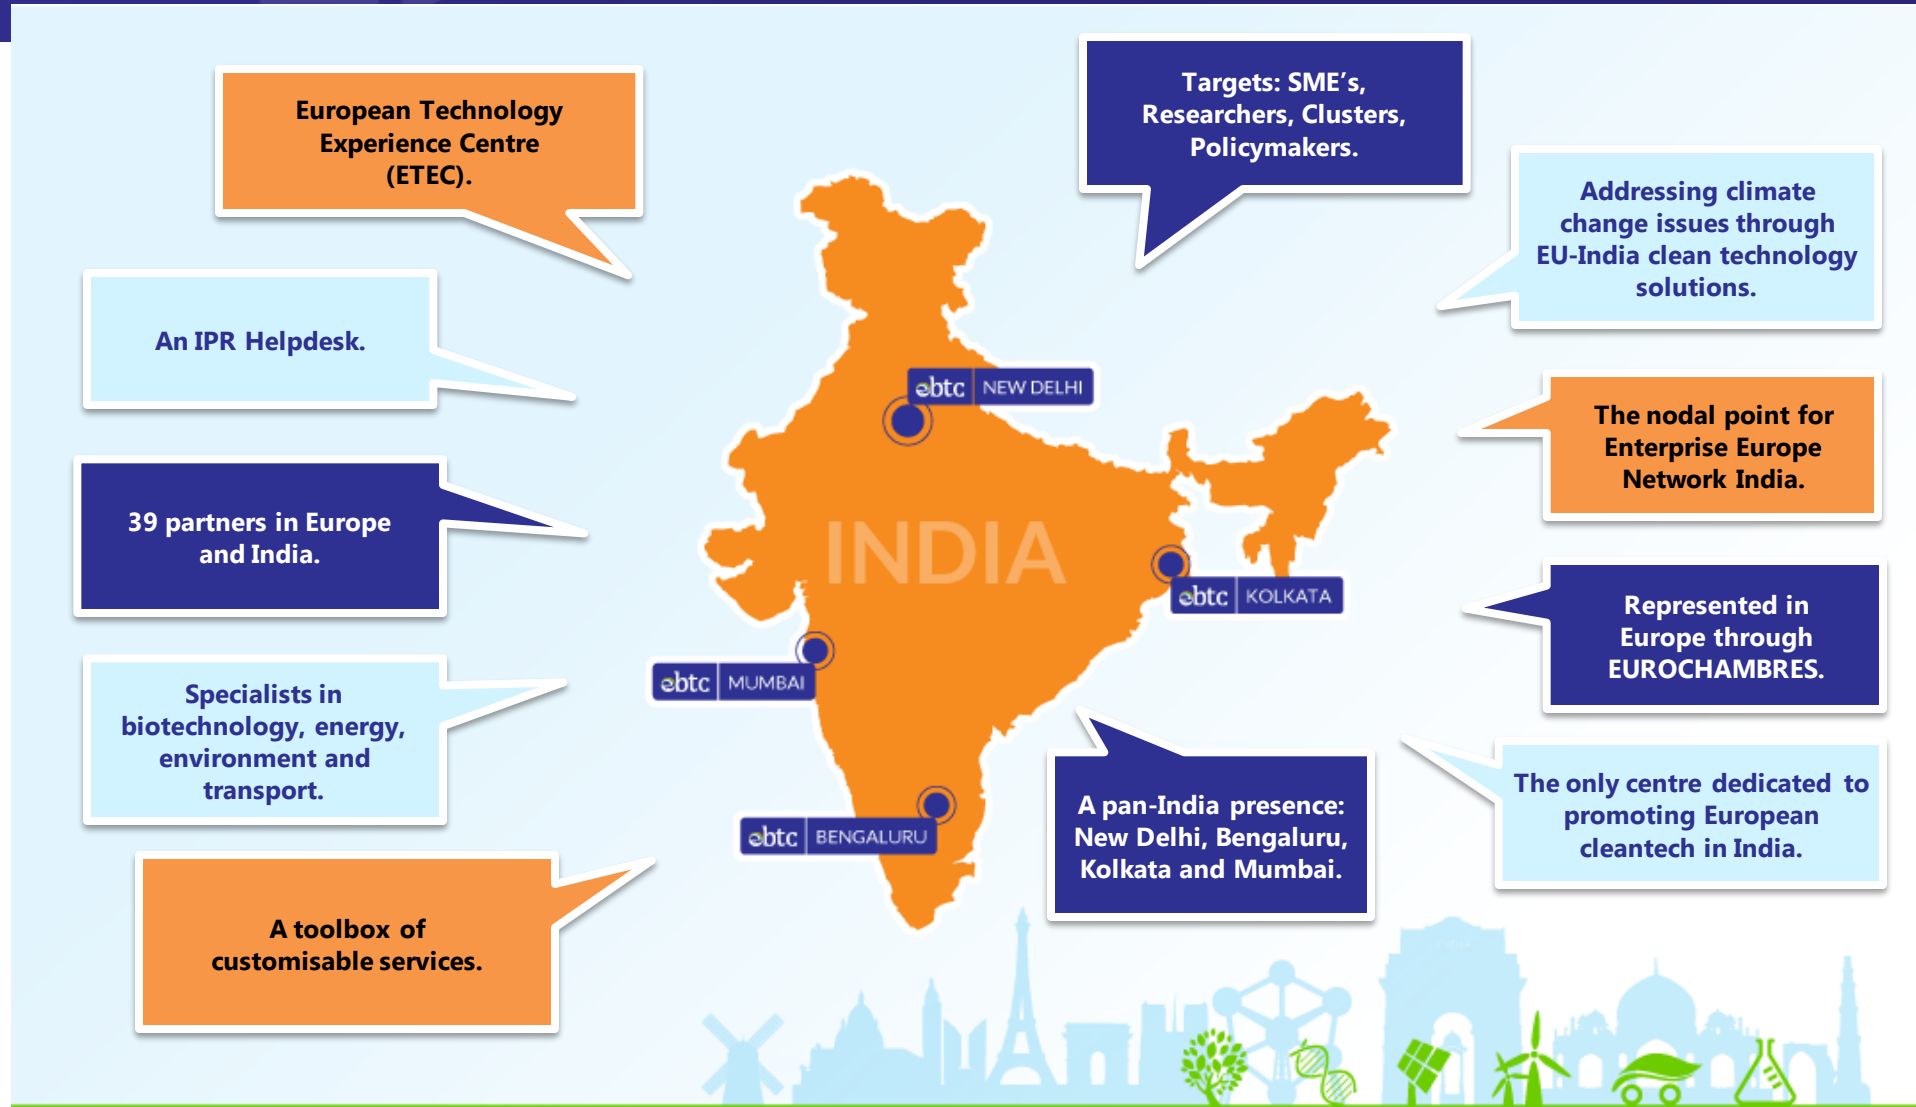 European Technology
Experience Centre
(ETEC).
Targets: SME's,
Researchers, Clusters,
Policymakers.
Addressing climate
change issues through
EU-India clean technology
solutions.
An IPR Helpdesk.
ebtc NEW DELHI
The nodal point for
Enterprise Europe
Network India.
39 partners in Europe
and India.
INDIA
ebtc KOLKATA
Represented in
Europe through
EUROCHAMBRES.
ebtc MUMBAI
Specialists in
biotechnology, energy,
environment and
transport.
A pan-India presence:
New Delhi, Bengaluru,
Kolkata and Mumbai.
The only centre dedicated to
promoting European
cleantech in India.
ebtc BENGALURU
A toolbox of
customisable services.